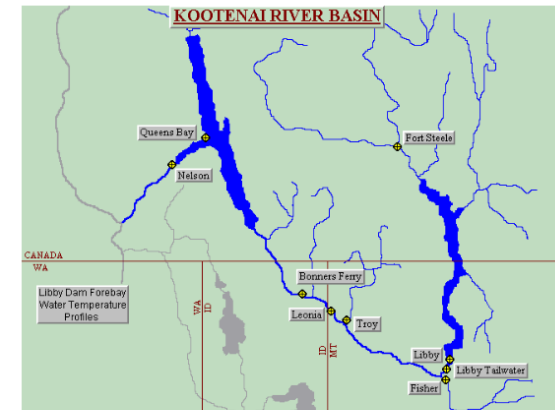 KOOTENAI RIVER BASIN
Queens Bay
Fort Steele
Nelson
CANADA
WA
Libby Dam Forebay
Water Temperature
Profiles
WA
ID
Bonners Ferry
Leonia
Troy
ID
MT
Libby
Libby Tailwater
Fisher